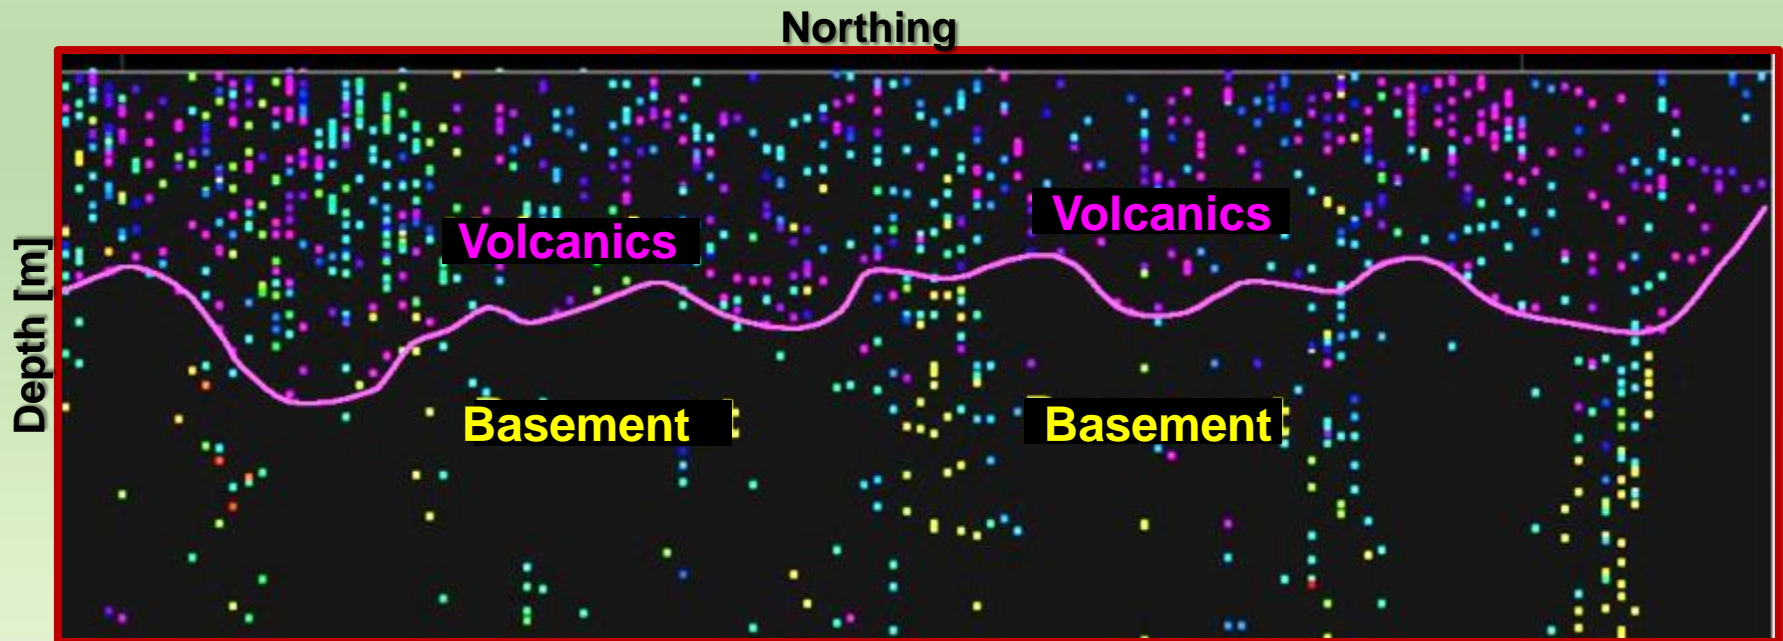 Northing
Depth [m]
Volcanics
Volcanics
Basement
Basement